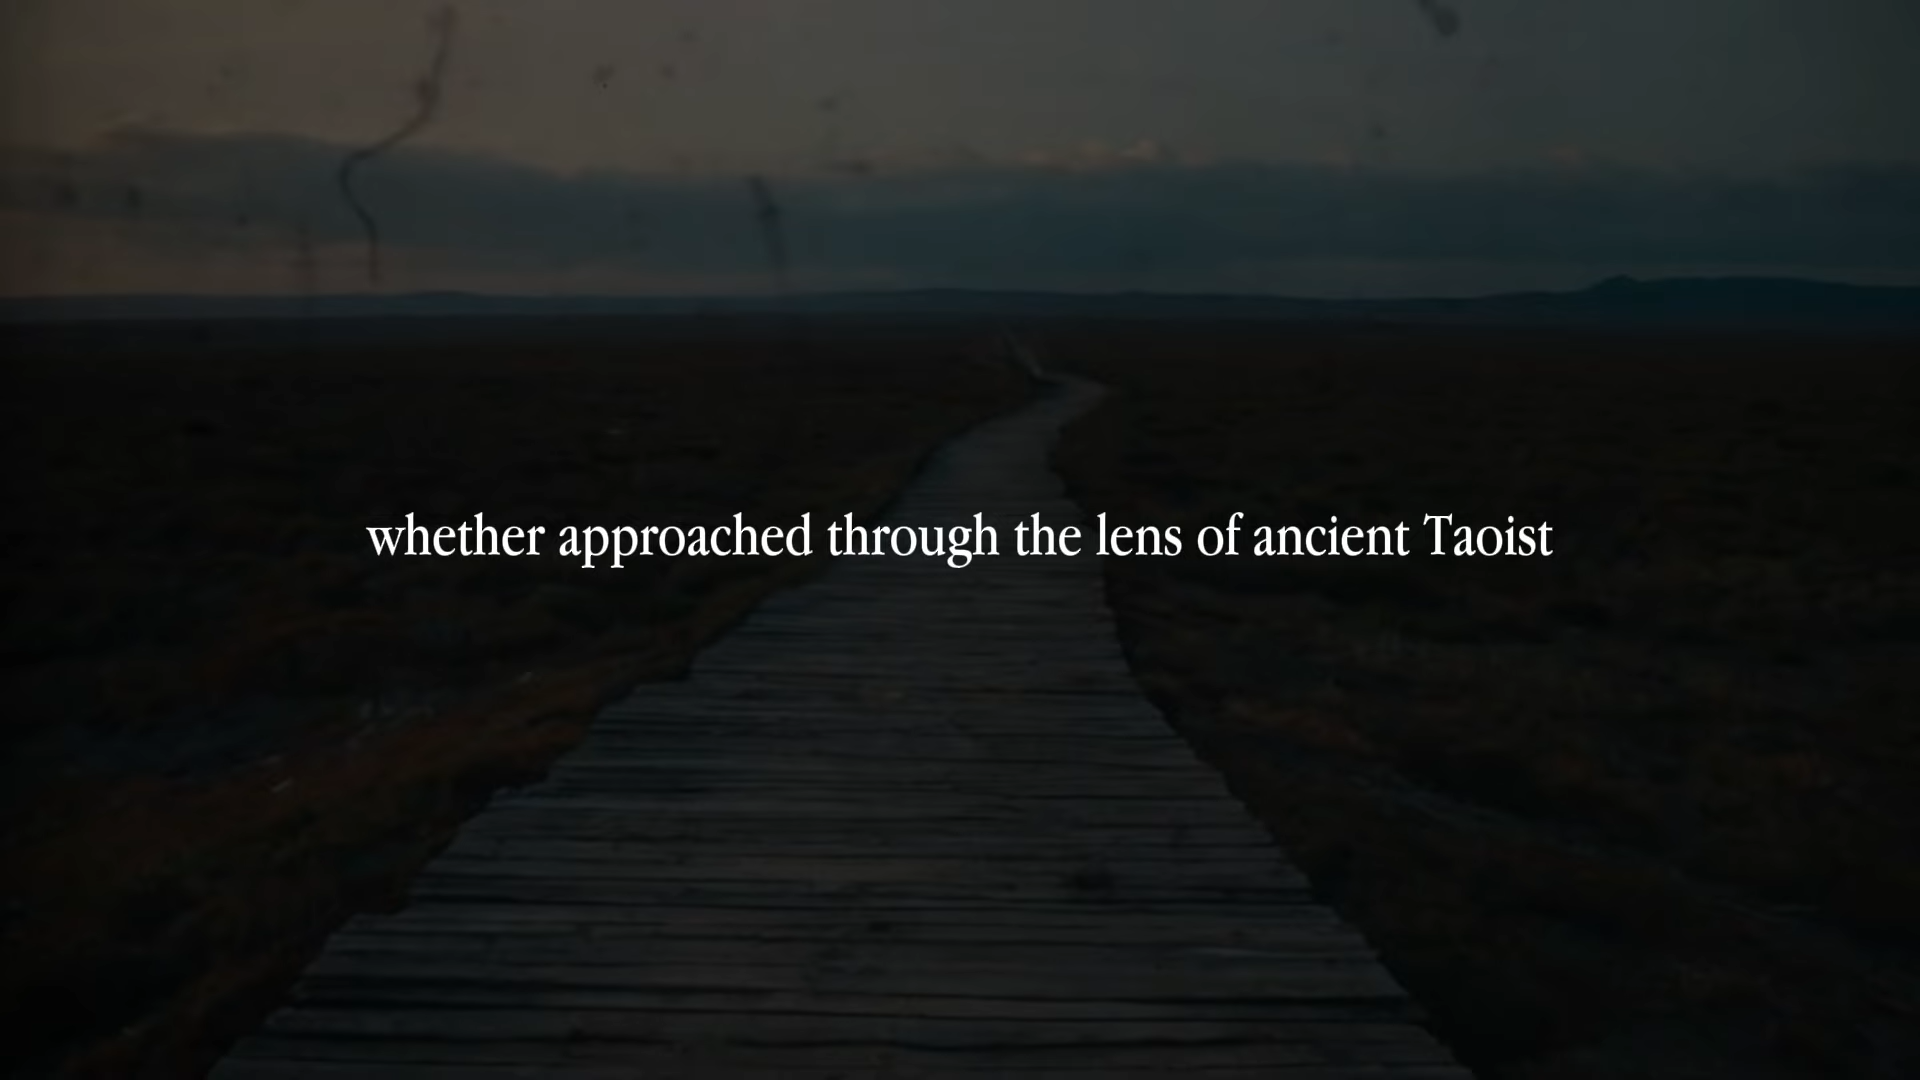 whether approached through the lens of ancient Taoist